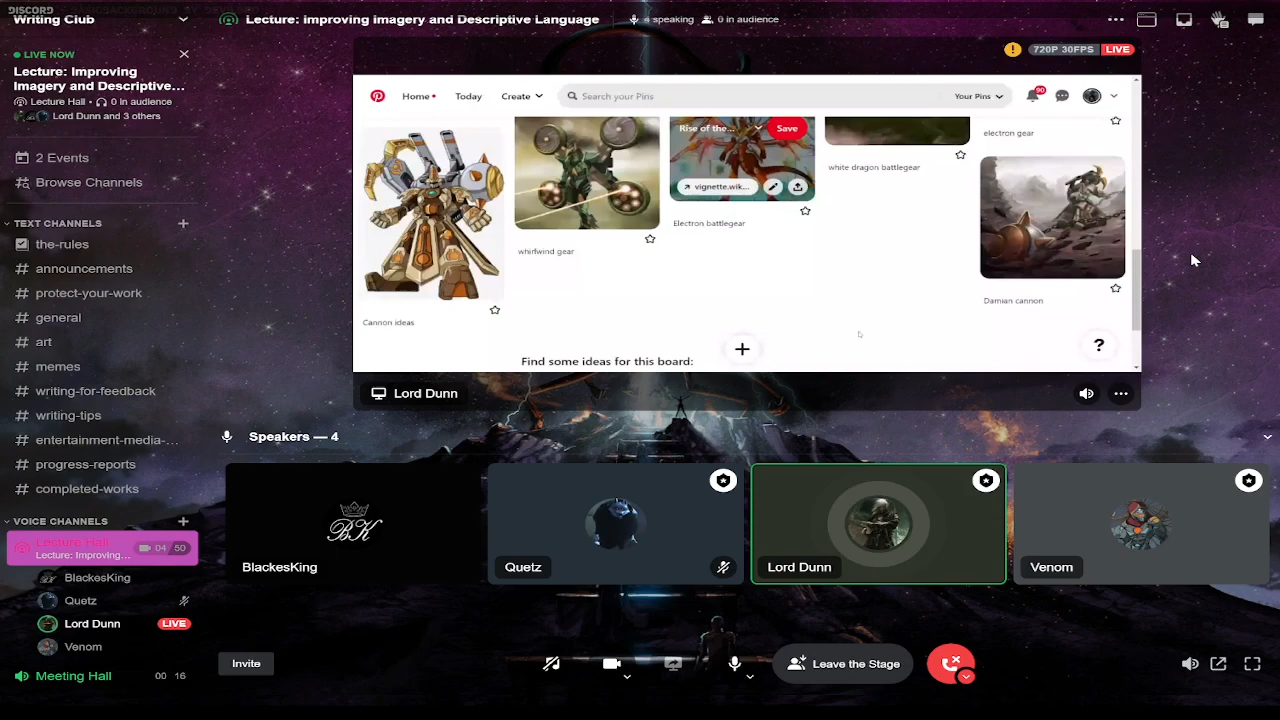 DISCORD
Writing Club
Lecture: Improving Imagery and Descriptive Language
4 speaking
0 in audience
LIVE NOW
Lecture: Improving
Imagery and Descriptive...
Lecture Hall • 0 in audience
Lord Dunn and 3 others
2 Events
Browse Channels
TEXT CHANNELS
the-rules
announcements
protect-your-work
general
art
memes
writing-for-feedback
writing-tips
entertainment-media-...
progress-reports
completed-works
VOICE CHANNELS
Lecture Hall
Lecture: Improving...
04 50
BlackesKing
Quetz
Lord Dunn
LIVE
Venom
Meeting Hall
00 16
720P 30FPS
LIVE
Home
Today
Create
Search your Pins
Your Pins
90
Rise of the...
Save
vignette.wik...
electron gear
white dragon battlegear
Electron battlegear
whirlwind gear
Damian cannon
Cannon ideas
Find some ideas for this board:
?
Lord Dunn
Speakers — 4
BK
BlackesKing
Quetz
Lord Dunn
Venom
Invite
Leave the Stage